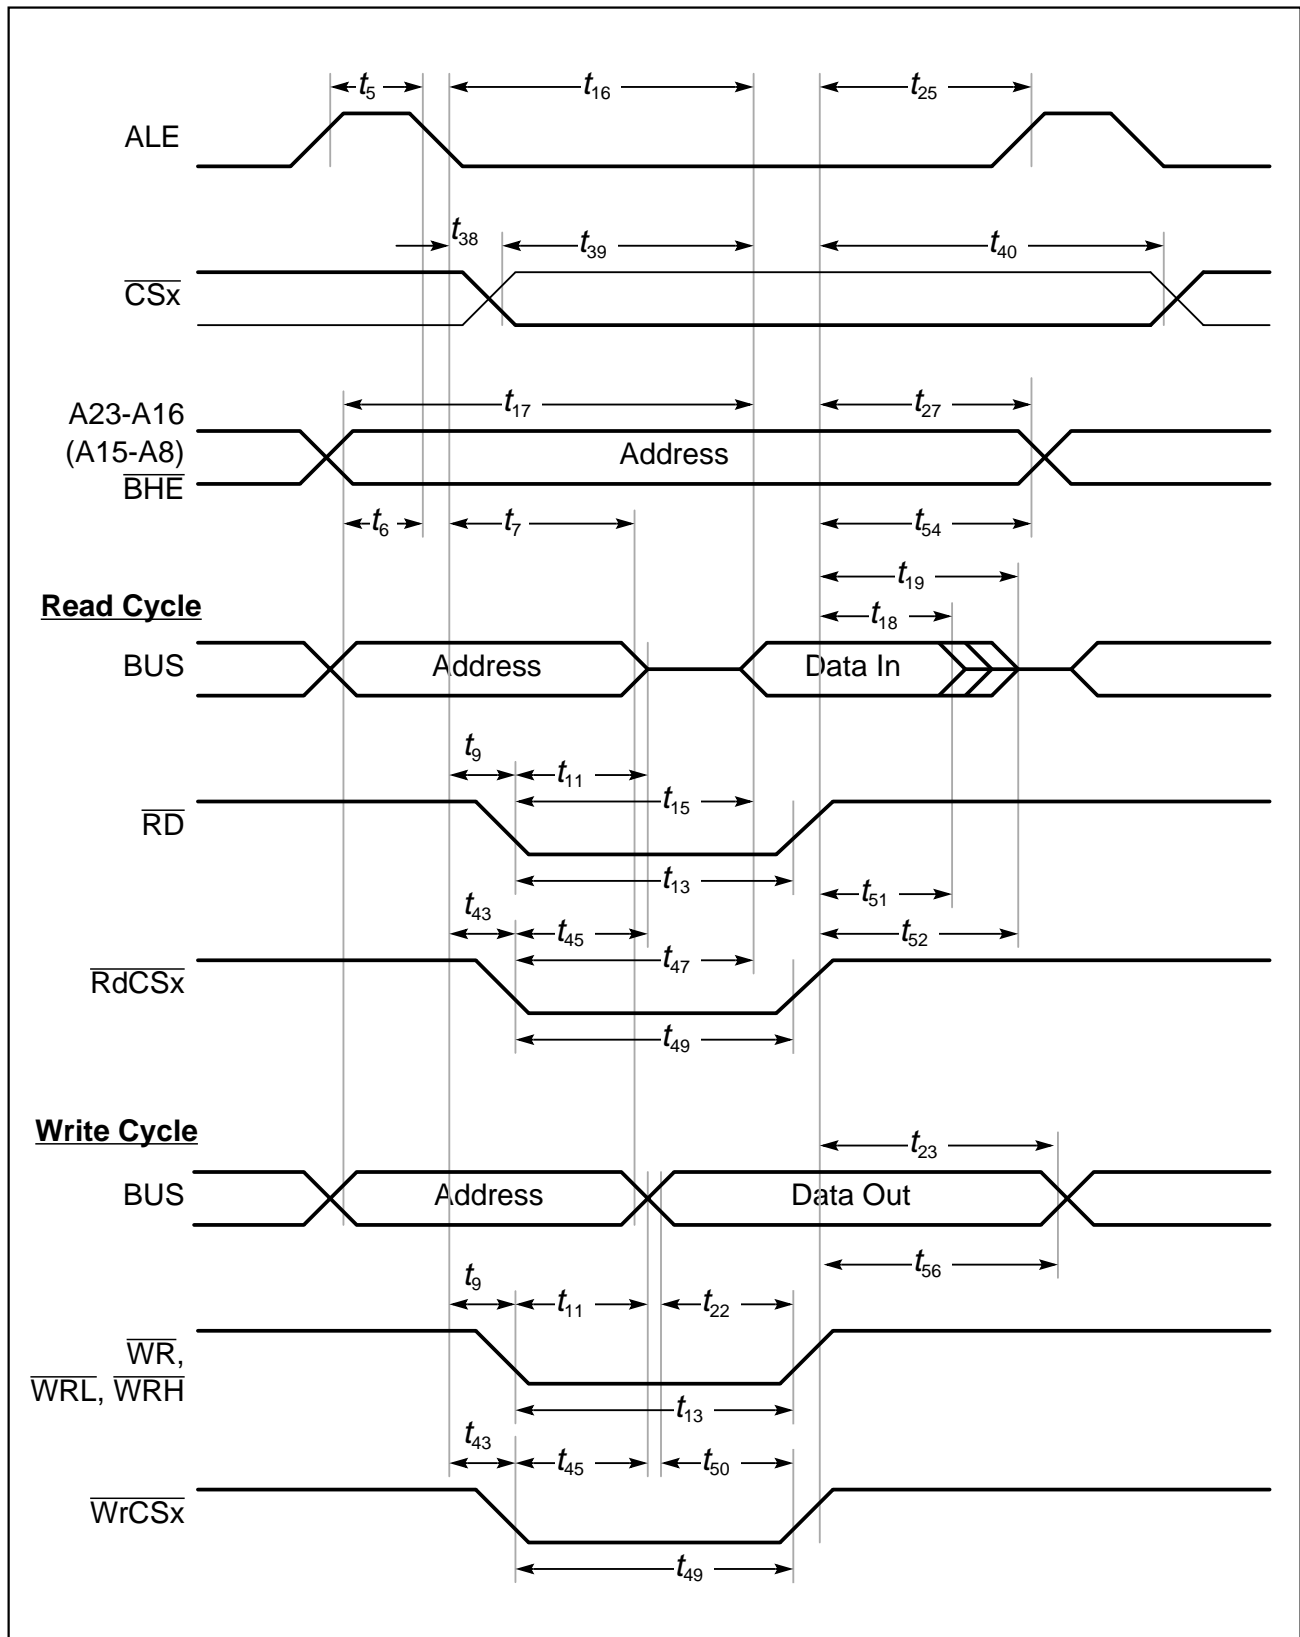 t5 t16 t25
ALE
t38 t39 t40
CSx
t17 t27
A23-A16
(A15-A8)
BHE
Address
t6 t7 t54
t19
Read Cycle
t18
BUS Address Data In
t9 t11
t15
RD
t13 t51
t43 t45 t52
t47
RdCSx
t49
Write Cycle
t23
BUS Address Data Out
t56
t9 t11 t22
WR,
WRL, WRH
t13
t43 t45 t50
WrCSx
t49